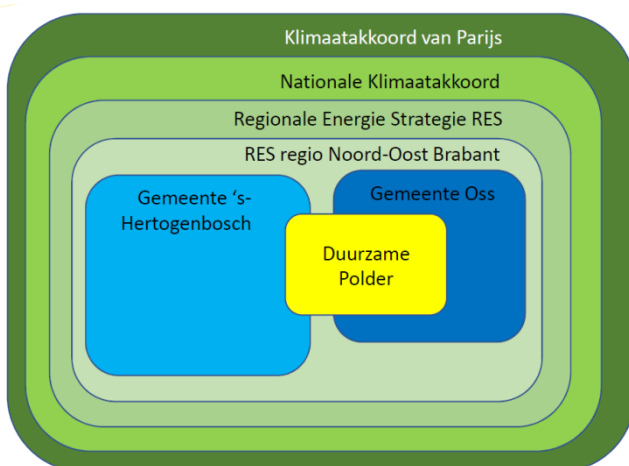 Klimaatakkoord van Parijs
Nationale Klimaatakkoord
Regionale Energie Strategie RES
RES regio Noord-Oost Brabant
Gemeente ‘s-
Hertogenbosch
Gemeente Oss
Duurzame
Polder